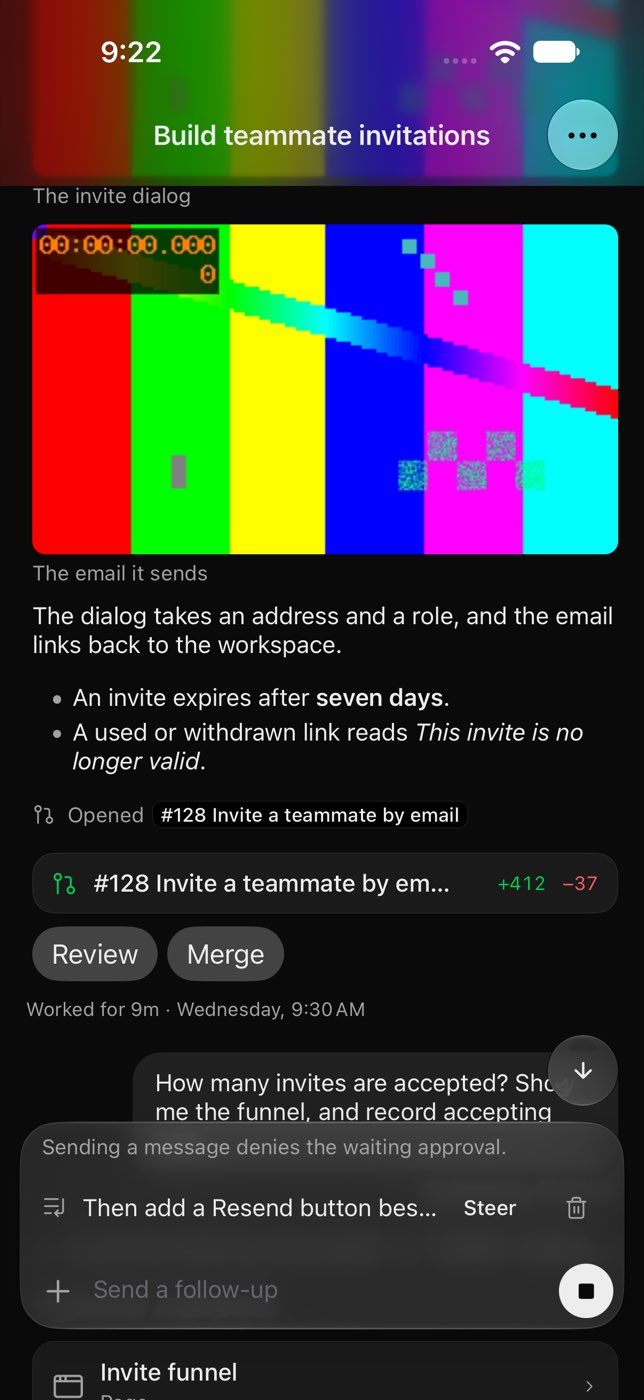 9:22
Build teammate invitations
The invite dialog
00:00:00.000
0
The email it sends
The dialog takes an address and a role, and the email
links back to the workspace.
An invite expires after seven days.
A used or withdrawn link reads This invite is no
longer valid.
Opened #128 Invite a teammate by email
#128 Invite a teammate by em... +412 −37
Review Merge
Worked for 9m · Wednesday, 9:30 AM
How many invites are accepted? Show
me the funnel, and record accepting
Sending a message denies the waiting approval.
Then add a Resend button bes... Steer
Send a follow-up
Invite funnel